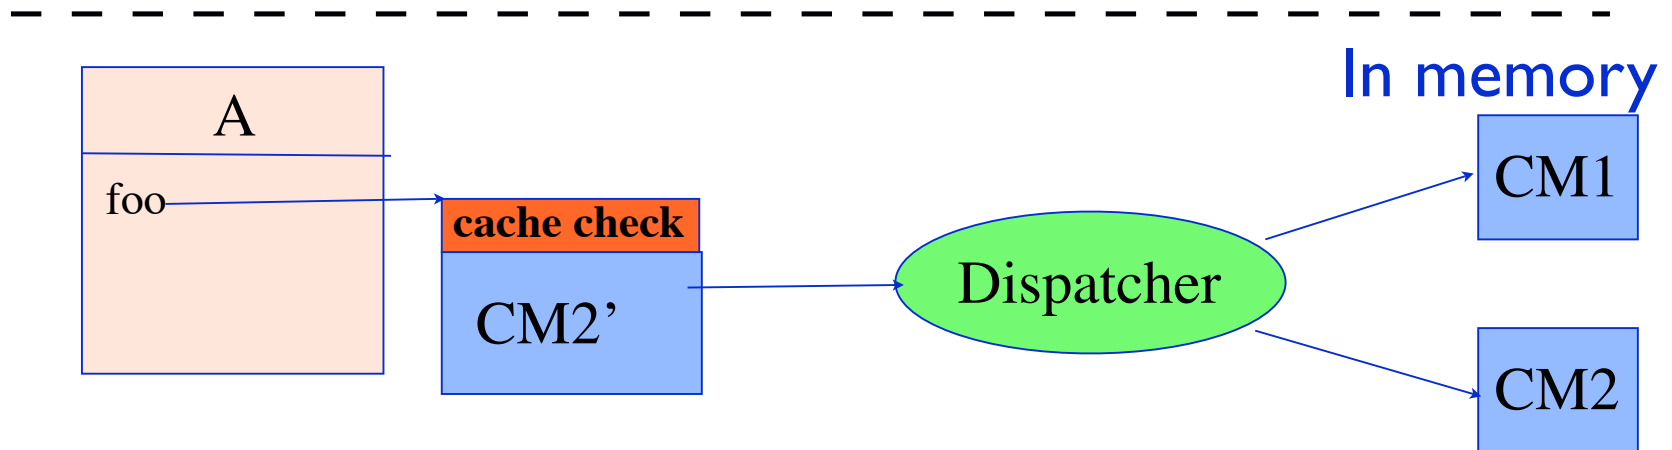 In memory
A
foo
cache check
CM2’
Dispatcher
CM1
CM2